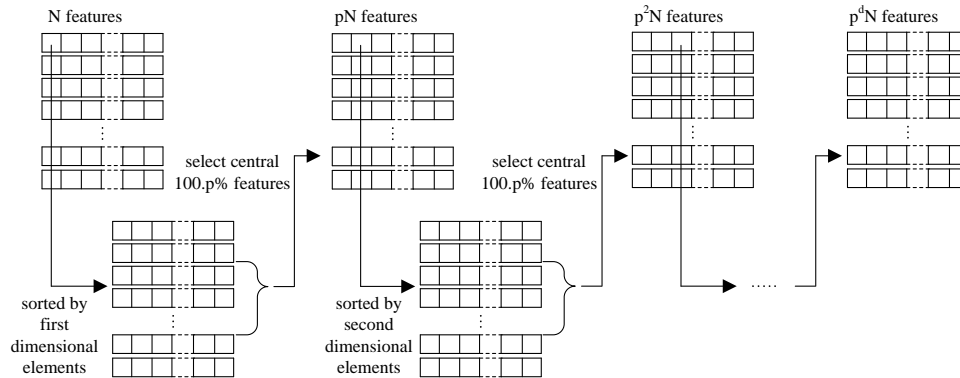 N features
pN features
p²N features
pᵈN features
select central
100.p% features
select central
100.p% features
sorted by
first
dimensional
elements
sorted by
second
dimensional
elements